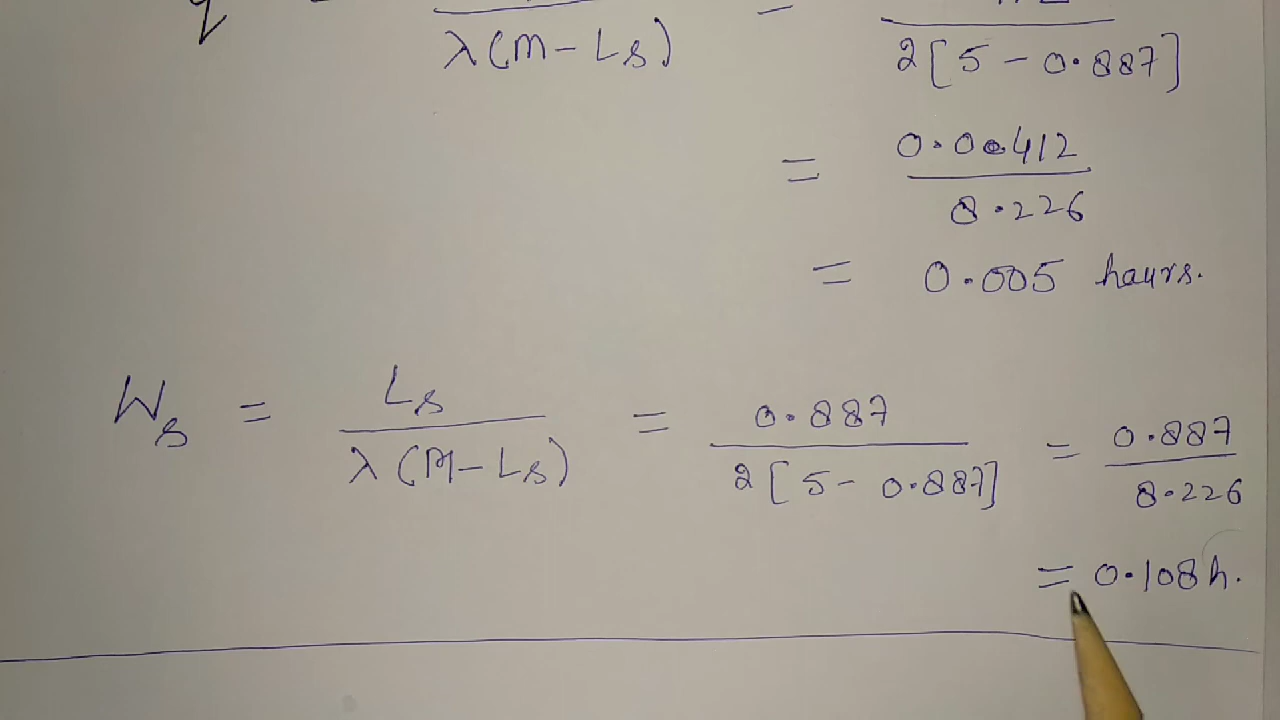 q = / λ(M - Ls) = / 2[5 - 0.887]
= 0.00412 / 8.226
= 0.005 hours.
Ws = Ls / λ(M - Ls) = 0.887 / 2[5 - 0.887] = 0.887 / 8.226
= 0.108 h.